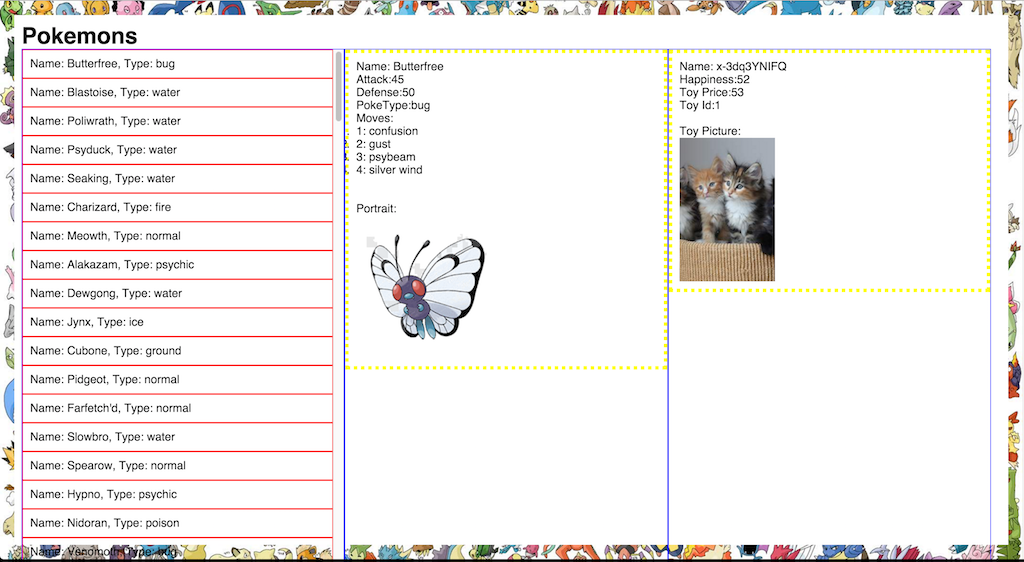 Pokemons
Name: Butterfree, Type: bug
Name: Blastoise, Type: water
Name: Poliwrath, Type: water
Name: Psyduck, Type: water
Name: Seaking, Type: water
Name: Charizard, Type: fire
Name: Meowth, Type: normal
Name: Alakazam, Type: psychic
Name: Dewgong, Type: water
Name: Jynx, Type: ice
Name: Cubone, Type: ground
Name: Pidgeot, Type: normal
Name: Farfetch'd, Type: normal
Name: Slowbro, Type: water
Name: Spearow, Type: normal
Name: Hypno, Type: psychic
Name: Nidoran, Type: poison
Name: Venomoth, Type: bug
Name: Butterfree
Attack:45
Defense:50
PokeType:bug
Moves:
1: confusion
2: gust
3: psybeam
4: silver wind
Portrait:
Name: x-3dq3YNIFQ
Happiness:52
Toy Price:53
Toy Id:1
Toy Picture: